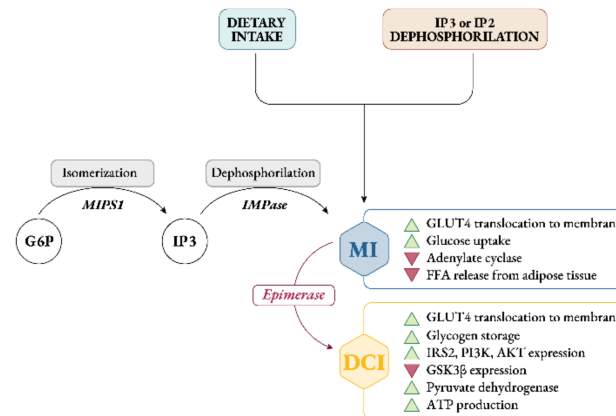 DIETARY
INTAKE
IP3 or IP2
DEPHOSPHORILATION
Isomerization
MIPS1
Dephosphorilation
IMPase
G6P
IP3
MI
GLUT4 translocation to membran
Glucose uptake
Adenylate cyclase
FFA release from adipose tissue
Epimerase
DCI
GLUT4 translocation to membran
Glycogen storage
IRS2, PI3K, AKT expression
GSK3β expression
Pyruvate dehydrogenase
ATP production